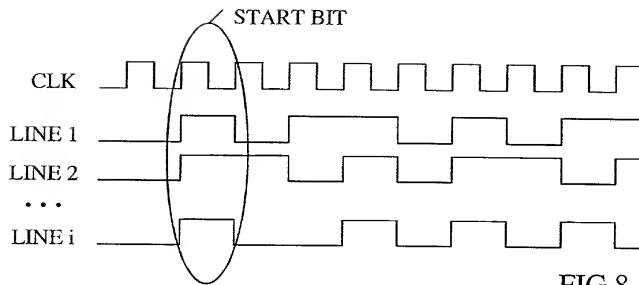 START BIT
CLK
LINE 1
LINE 2
• • •
LINE i
FIG 8